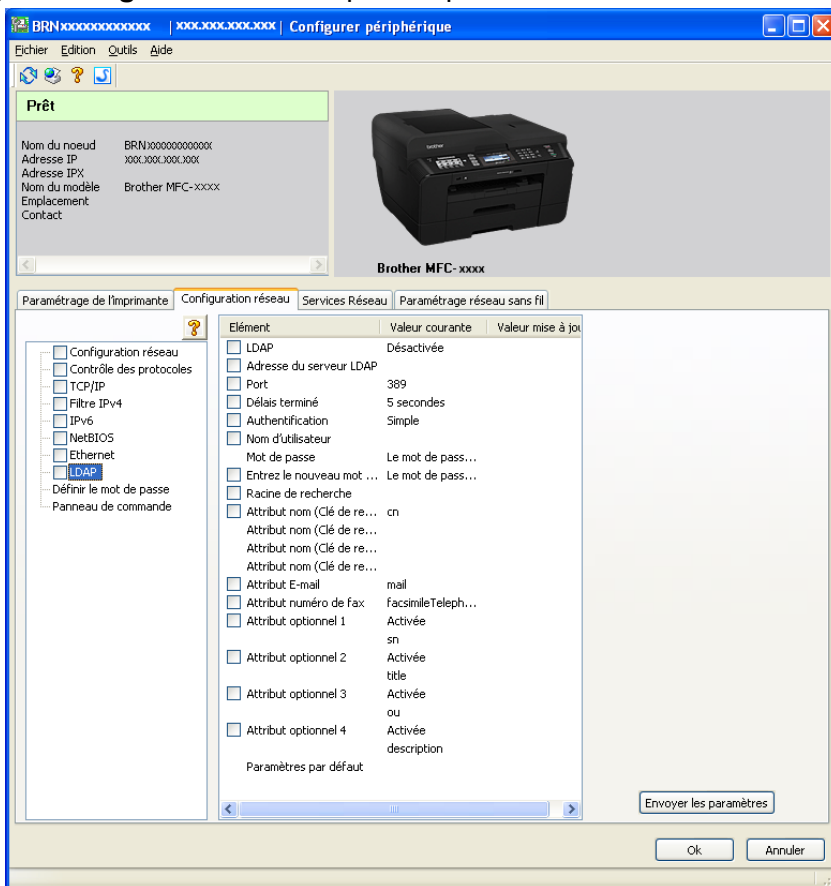 BRNxxxxxxxxxxxx | xxx.xxx.xxx.xxx | Configurer périphérique
Fichier Edition Outils Aide
Prêt
Nom du noeud BRNxxxxxxxxxxxx
Adresse IP xxx.xxx.xxx.xxx
Adresse IPX
Nom du modèle Brother MFC-xxxx
Emplacement
Contact
brother
Brother MFC-xxxx
Paramétrage de l'imprimante Configuration réseau Services Réseau Paramétrage réseau sans fil
Configuration réseau
Contrôle des protocoles
TCP/IP
Filtre IPv4
IPv6
NetBIOS
Ethernet
LDAP
Définir le mot de passe
Panneau de commande
Elément Valeur courante Valeur mise à jou
LDAP Désactivée
Adresse du serveur LDAP
Port 389
Délais terminé 5 secondes
Authentification Simple
Nom d'utilisateur
Mot de passe Le mot de pass...
Entrez le nouveau mot ... Le mot de pass...
Racine de recherche
Attribut nom (Clé de re... cn
Attribut nom (Clé de re...
Attribut nom (Clé de re...
Attribut nom (Clé de re...
Attribut E-mail mail
Attribut numéro de fax facsimileTeleph...
Attribut optionnel 1 Activée
sn
Attribut optionnel 2 Activée
title
Attribut optionnel 3 Activée
ou
Attribut optionnel 4 Activée
description
Paramètres par défaut
Envoyer les paramètres
Ok Annuler